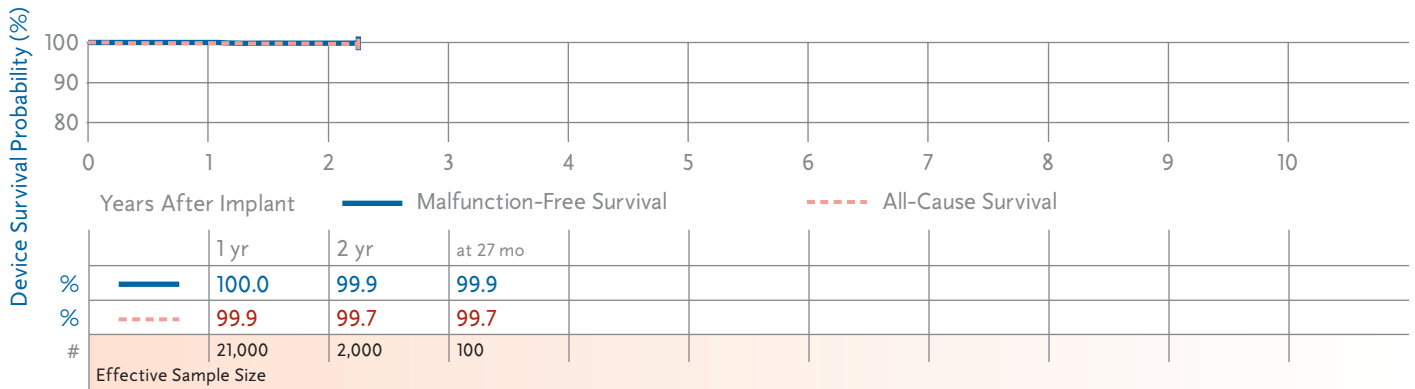 Device Survival Probability (%)
100
90
80
0 1 2 3 4 5 6 7 8 9 10
Years After Implant Malfunction-Free Survival All-Cause Survival
1 yr 2 yr at 27 mo
% 100.0 99.9 99.9
% 99.9 99.7 99.7
# 21,000 2,000 100
Effective Sample Size